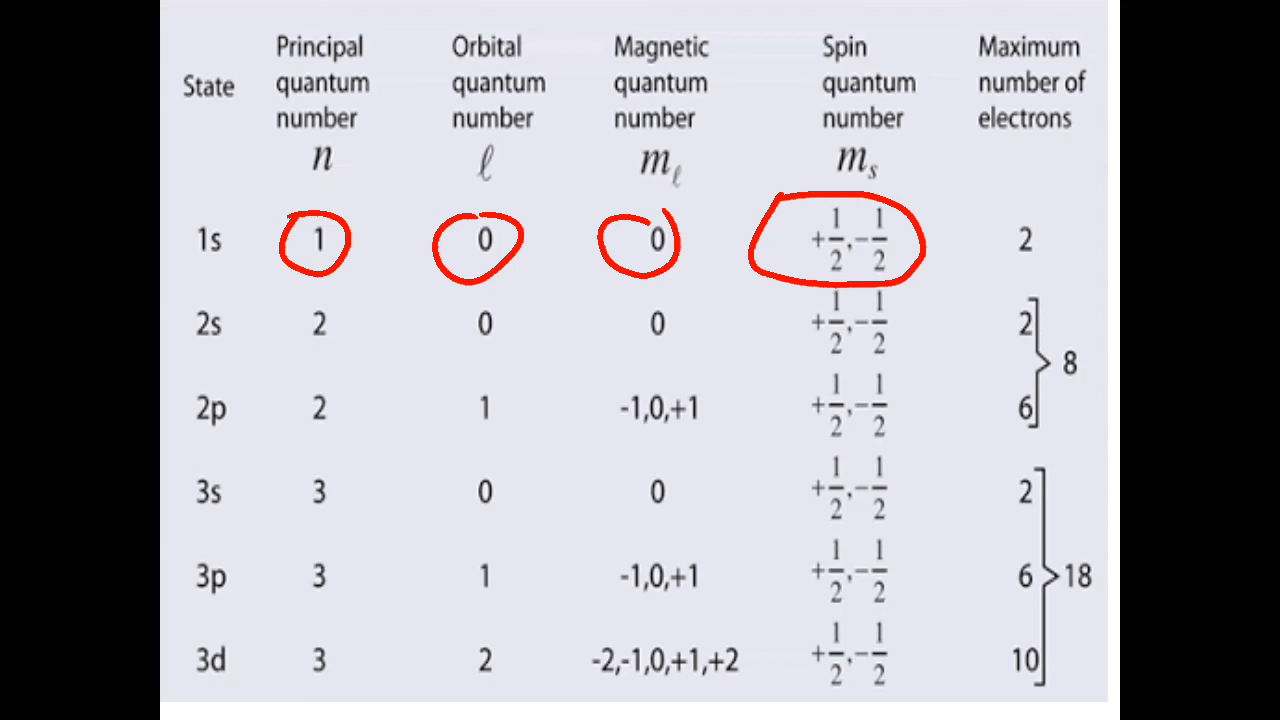 State Principal quantum number n Orbital quantum number ℓ Magnetic quantum number mℓ Spin quantum number ms Maximum number of electrons
1s 1 0 0 +1/2,-1/2 2
2s 2 0 0 +1/2,-1/2 2
8
2p 2 1 -1,0,+1 +1/2,-1/2 6
3s 3 0 0 +1/2,-1/2 2
3p 3 1 -1,0,+1 +1/2,-1/2 6 18
3d 3 2 -2,-1,0,+1,+2 +1/2,-1/2 10